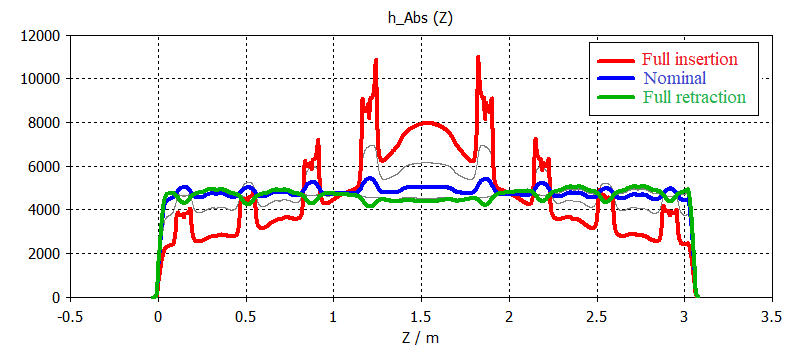 h_Abs (Z)
12000
10000
8000
6000
4000
2000
0
Full insertion
Nominal
Full retraction
-0.5 0 0.5 1 1.5 2 2.5 3 3.5
Z / m